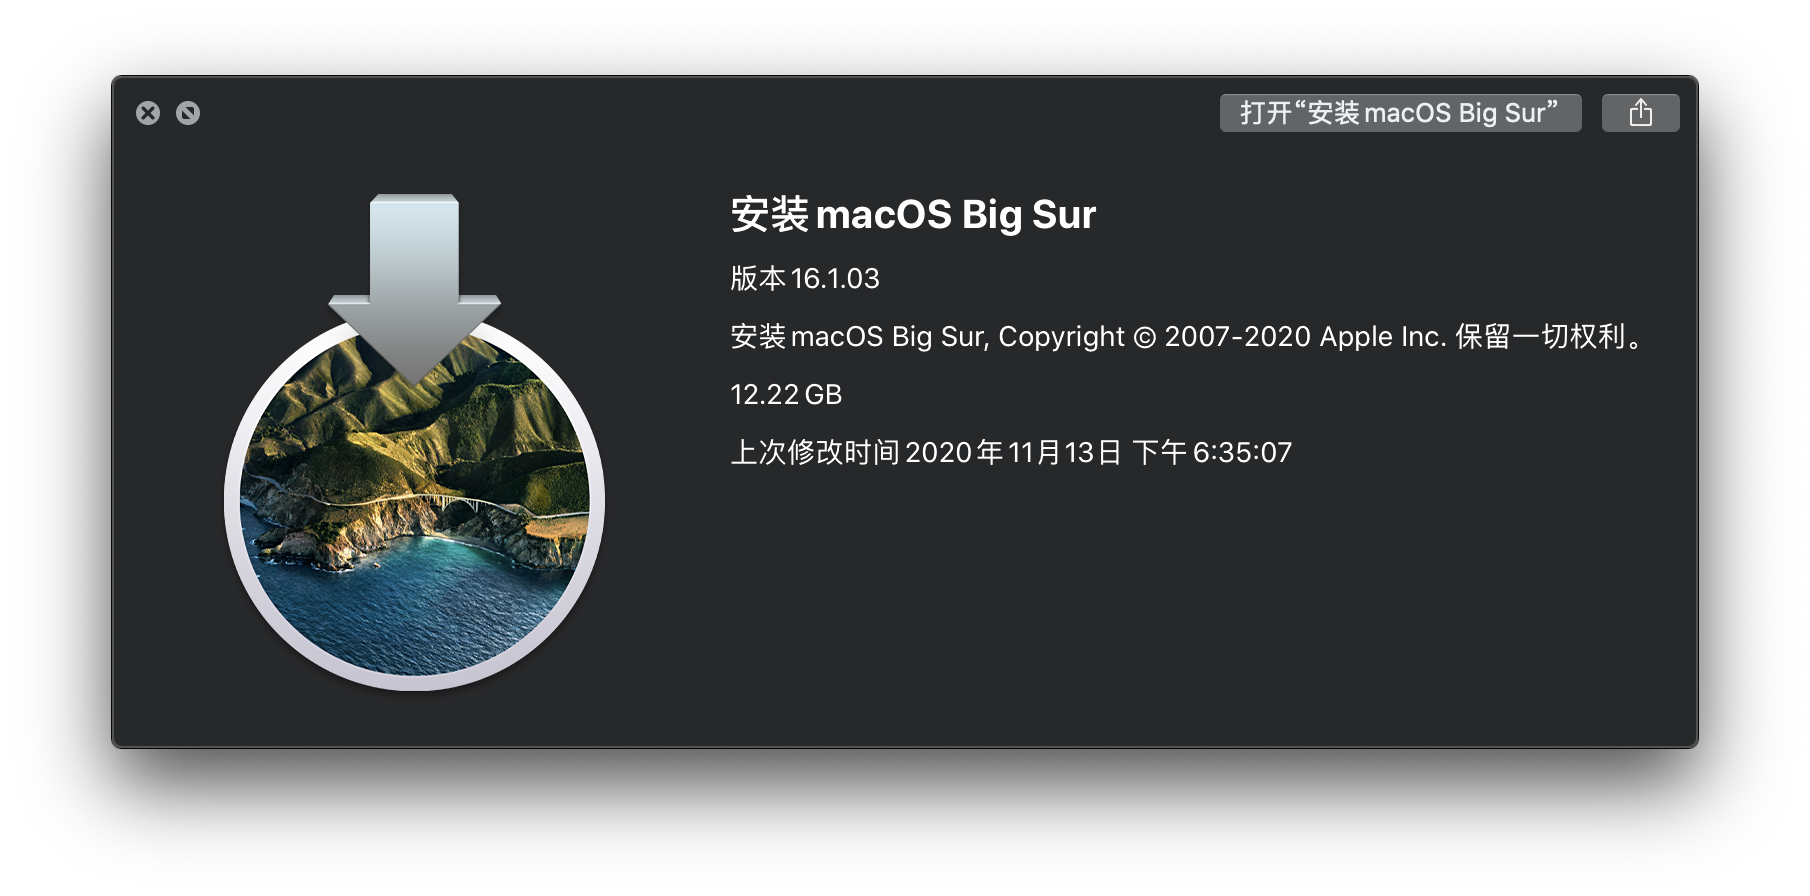 打开“安装 macOS Big Sur”
安装 macOS Big Sur
版本 16.1.03
安装 macOS Big Sur, Copyright © 2007-2020 Apple Inc. 保留一切权利。
12.22 GB
上次修改时间 2020年11月13日 下午6:35:07